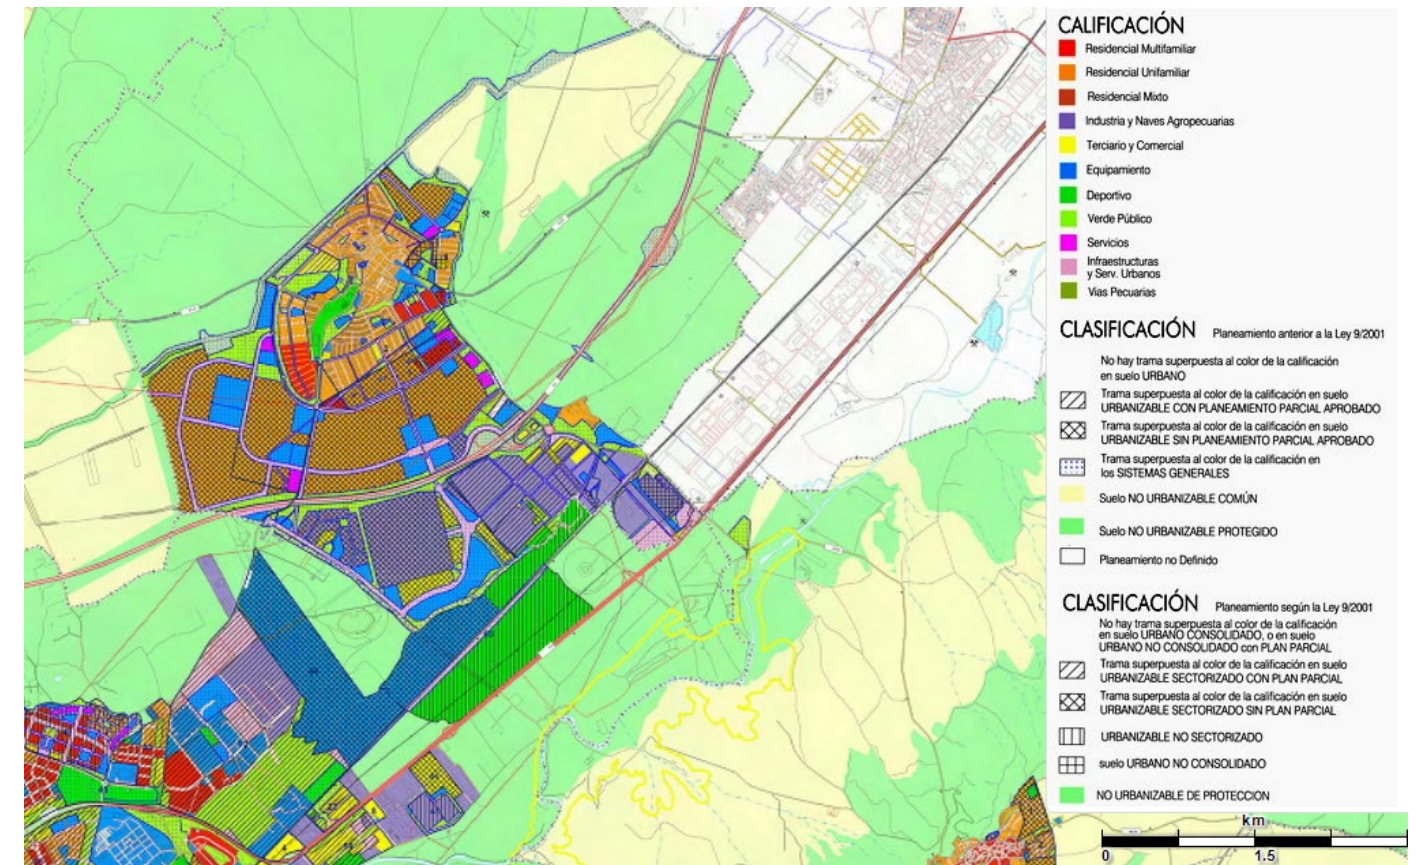 CALIFICACIÓN
Residencial Multifamiliar
Residencial Unifamiliar
Residencial Mixto
Industria y Naves Agropecuarias
Terciario y Comercial
Equipamiento
Deportivo
Verde Público
Servicios
Infraestructuras
y Serv. Urbanos
Vias Pecuarias
CLASIFICACIÓN Planeamiento anterior a la Ley 9/2001
No hay trama superpuesta al color de la calificación
en suelo URBANO
Trama superpuesta al color de la calificación en suelo
URBANIZABLE CON PLANEAMIENTO PARCIAL APROBADO
Trama superpuesta al color de la calificación en suelo
URBANIZABLE SIN PLANEAMIENTO PARCIAL APROBADO
Trama superpuesta al color de la calificación en
los SISTEMAS GENERALES
Suelo NO URBANIZABLE COMÚN
Suelo NO URBANIZABLE PROTEGIDO
Planeamiento no Definido
CLASIFICACIÓN Planeamiento según la Ley 9/2001
No hay trama superpuesta al color de la calificación
en suelo URBANO CONSOLIDADO, o en suelo
URBANO NO CONSOLIDADO con PLAN PARCIAL
Trama superpuesta al color de la calificación en suelo
URBANIZABLE SECTORIZADO CON PLAN PARCIAL
Trama superpuesta al color de la calificación en suelo
URBANIZABLE SECTORIZADO SIN PLAN PARCIAL
URBANIZABLE NO SECTORIZADO
suelo URBANO NO CONSOLIDADO
NO URBANIZABLE DE PROTECCION
km
0 1.5